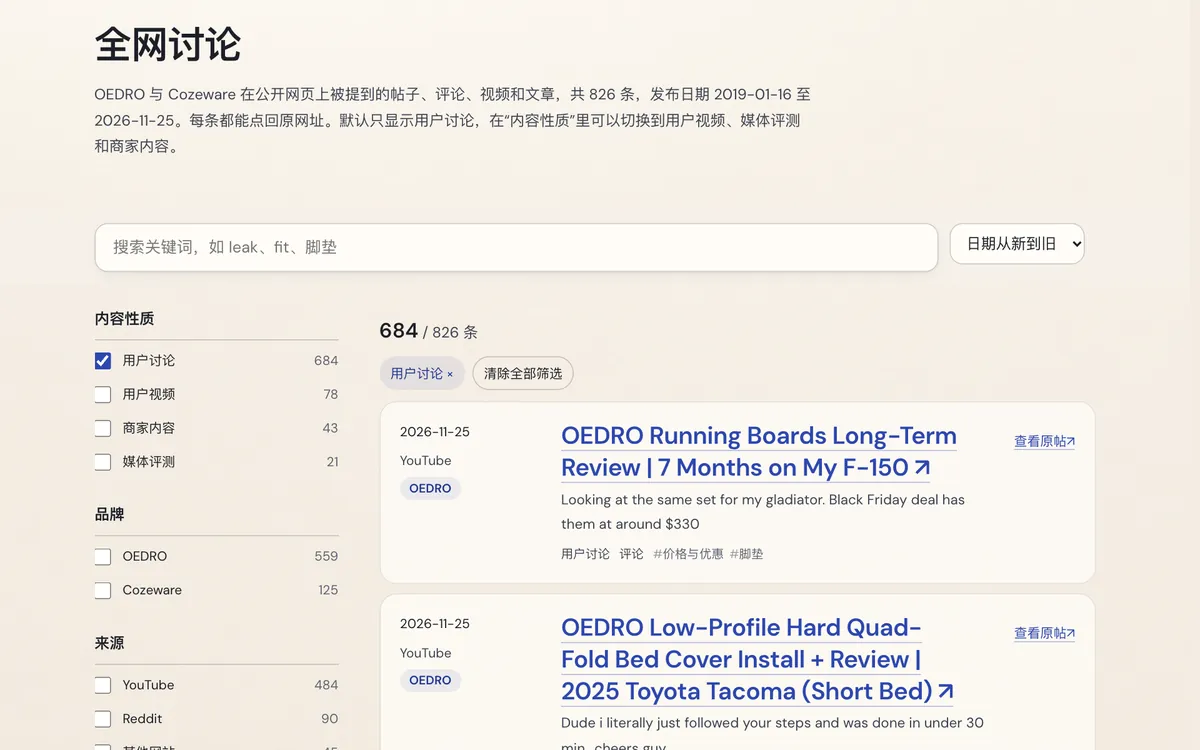 全网讨论
OEDRO 与 Cozeware 在公开网页上被提到的帖子、评论、视频和文章，共 826 条，发布日期 2019-01-16 至
2026-11-25。每条都能点回原网址。默认只显示用户讨论，在“内容性质”里可以切换到用户视频、媒体评测
和商家内容。
搜索关键词，如 leak、fit、脚垫
日期从新到旧
内容性质
用户讨论 684
用户视频 78
商家内容 43
媒体评测 21
品牌
OEDRO 559
Cozeware 125
来源
YouTube 484
Reddit 90
684 / 826 条
用户讨论 ×
清除全部筛选
2026-11-25
YouTube
OEDRO
OEDRO Running Boards Long-Term
Review | 7 Months on My F-150 ↗
Looking at the same set for my gladiator. Black Friday deal has
them at around $330
用户讨论 评论 #价格与优惠 #脚垫
查看原帖↗
2026-11-25
YouTube
OEDRO
OEDRO Low-Profile Hard Quad-
Fold Bed Cover Install + Review |
2025 Toyota Tacoma (Short Bed) ↗
Dude i literally just followed your steps and was done in under 30
min, cheers guy
查看原帖↗